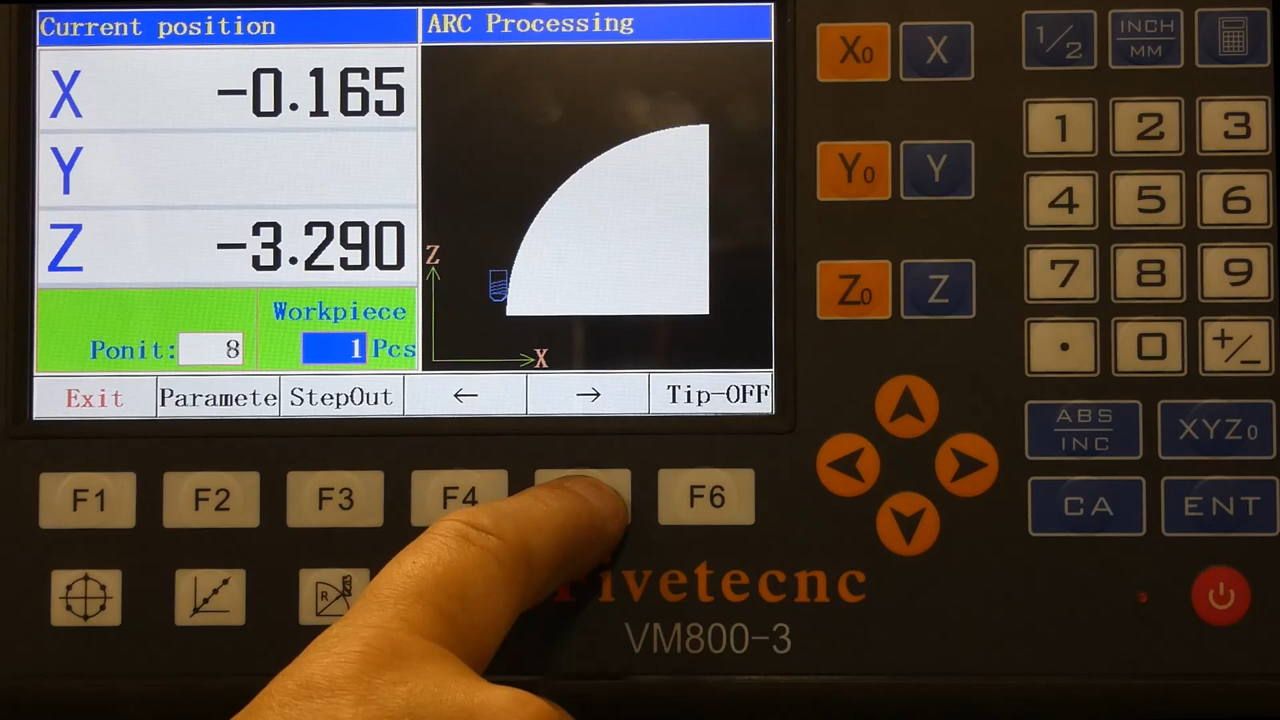 Current position
ARC Processing
X -0.165
Y
Z -3.290
Z
X
Workpiece
Ponit: 8
1 Pcs
Exit
Paramete
StepOut
←
→
Tip-OFF
F1
F2
F3
F4
F6
R
X0
X
Y0
Y
Z0
Z
1/2
INCH
MM
1
2
3
4
5
6
7
8
9
.
0
+/-
ABS
INC
XYZ0
CA
ENT
ivetecnc
VM800-3